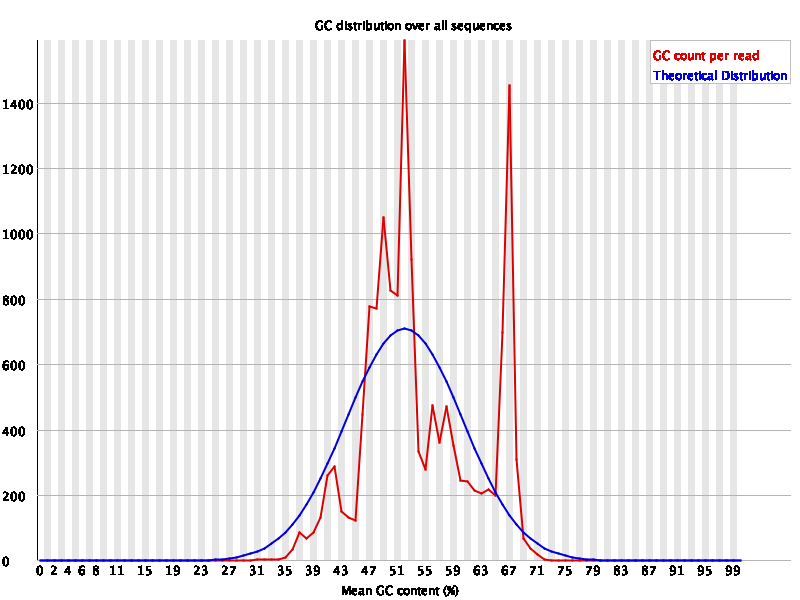 GC distribution over all sequences
GC count per read
Theoretical Distribution
1400
1200
1000
800
600
400
200
0
0 2 4 6 8 11 15 19 23 27 31 35 39 43 47 51 55 59 63 67 71 75 79 83 87 91 95 99
Mean GC content (%)